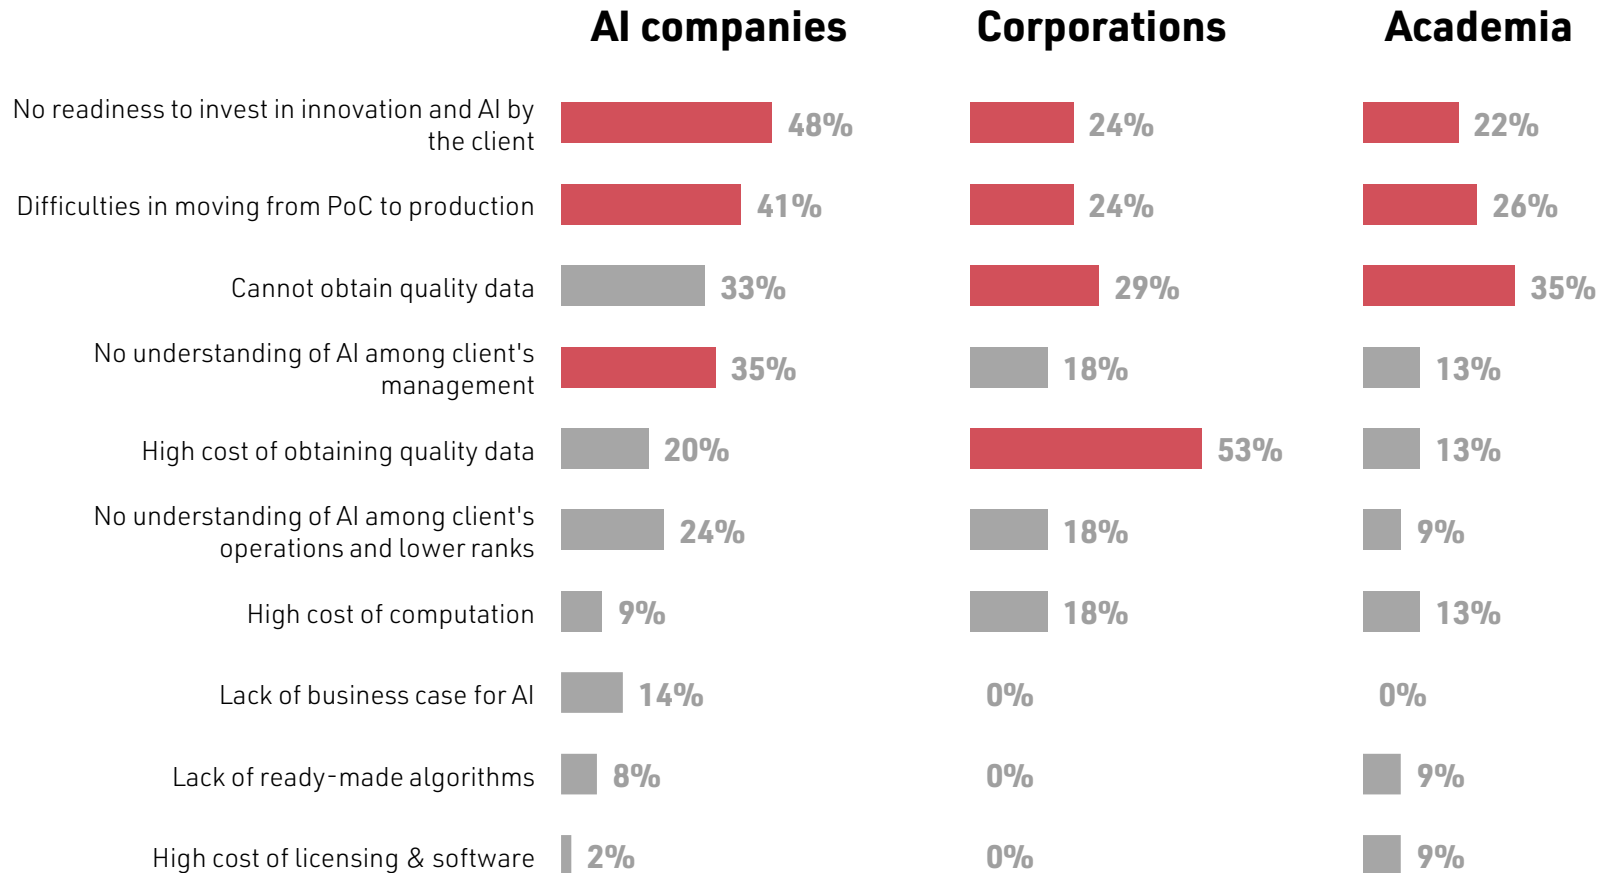 AI companies Corporations Academia
No readiness to invest in innovation and AI by
the client
48% 24% 22%
Difficulties in moving from PoC to production 41% 24% 26%
Cannot obtain quality data 33% 29% 35%
No understanding of AI among client's
management
35% 18% 13%
High cost of obtaining quality data 20% 53% 13%
No understanding of AI among client's
operations and lower ranks
24% 18% 9%
High cost of computation 9% 18% 13%
Lack of business case for AI 14% 0% 0%
Lack of ready-made algorithms 8% 0% 9%
High cost of licensing & software 2% 0% 9%